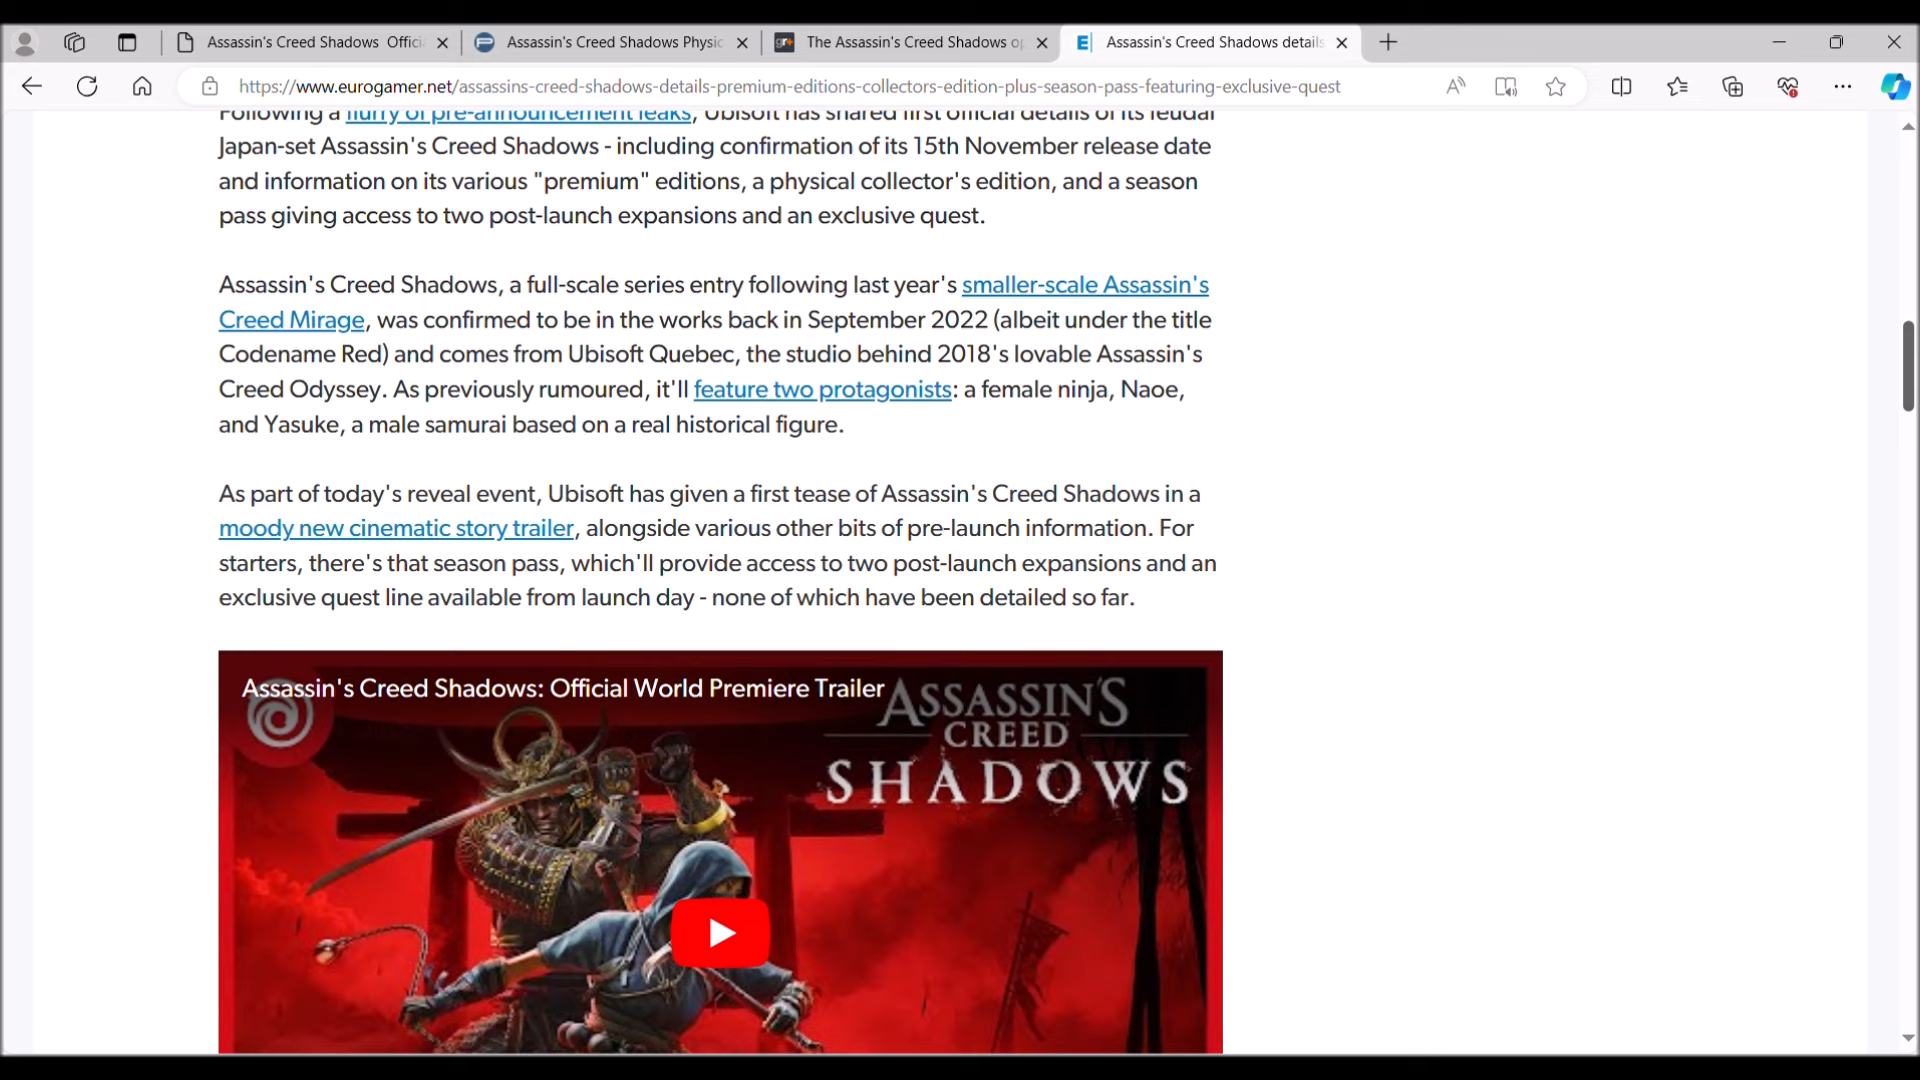 Assassin's Creed Shadows Offici
Assassin's Creed Shadows Physic
gr+
The Assassin's Creed Shadows op
E
Assassin's Creed Shadows details
https://www.eurogamer.net/assassins-creed-shadows-details-premium-editions-collectors-edition-plus-season-pass-featuring-exclusive-quest
Following a flurry of pre-announcement leaks, Ubisoft has shared first official details of its feudal
Japan-set Assassin's Creed Shadows - including confirmation of its 15th November release date
and information on its various "premium" editions, a physical collector's edition, and a season
pass giving access to two post-launch expansions and an exclusive quest.
Assassin's Creed Shadows, a full-scale series entry following last year's smaller-scale Assassin's
Creed Mirage, was confirmed to be in the works back in September 2022 (albeit under the title
Codename Red) and comes from Ubisoft Quebec, the studio behind 2018's lovable Assassin's
Creed Odyssey. As previously rumoured, it'll feature two protagonists: a female ninja, Naoe,
and Yasuke, a male samurai based on a real historical figure.
As part of today's reveal event, Ubisoft has given a first tease of Assassin's Creed Shadows in a
moody new cinematic story trailer, alongside various other bits of pre-launch information. For
starters, there's that season pass, which'll provide access to two post-launch expansions and an
exclusive quest line available from launch day - none of which have been detailed so far.
Assassin's Creed Shadows: Official World Premiere Trailer
ASSASSIN'S
CREED
SHADOWS